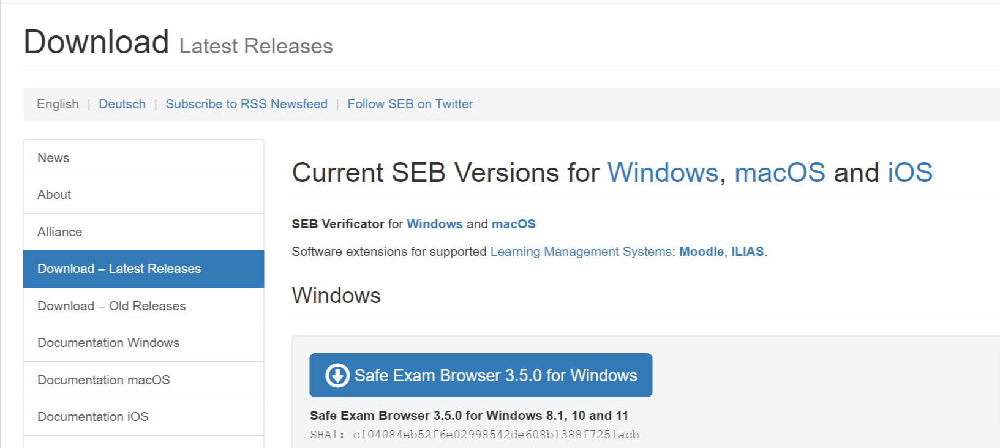 Download Latest Releases
English | Deutsch | Subscribe to RSS Newsfeed | Follow SEB on Twitter
News
About
Alliance
Download – Latest Releases
Download – Old Releases
Documentation Windows
Documentation macOS
Documentation iOS
Current SEB Versions for Windows, macOS and iOS
SEB Verificator for Windows and macOS
Software extensions for supported Learning Management Systems: Moodle, ILIAS.
Windows
Safe Exam Browser 3.5.0 for Windows
Safe Exam Browser 3.5.0 for Windows 8.1, 10 and 11
SHA1: c104084eb52f6e02998542de608b1388f7251acb